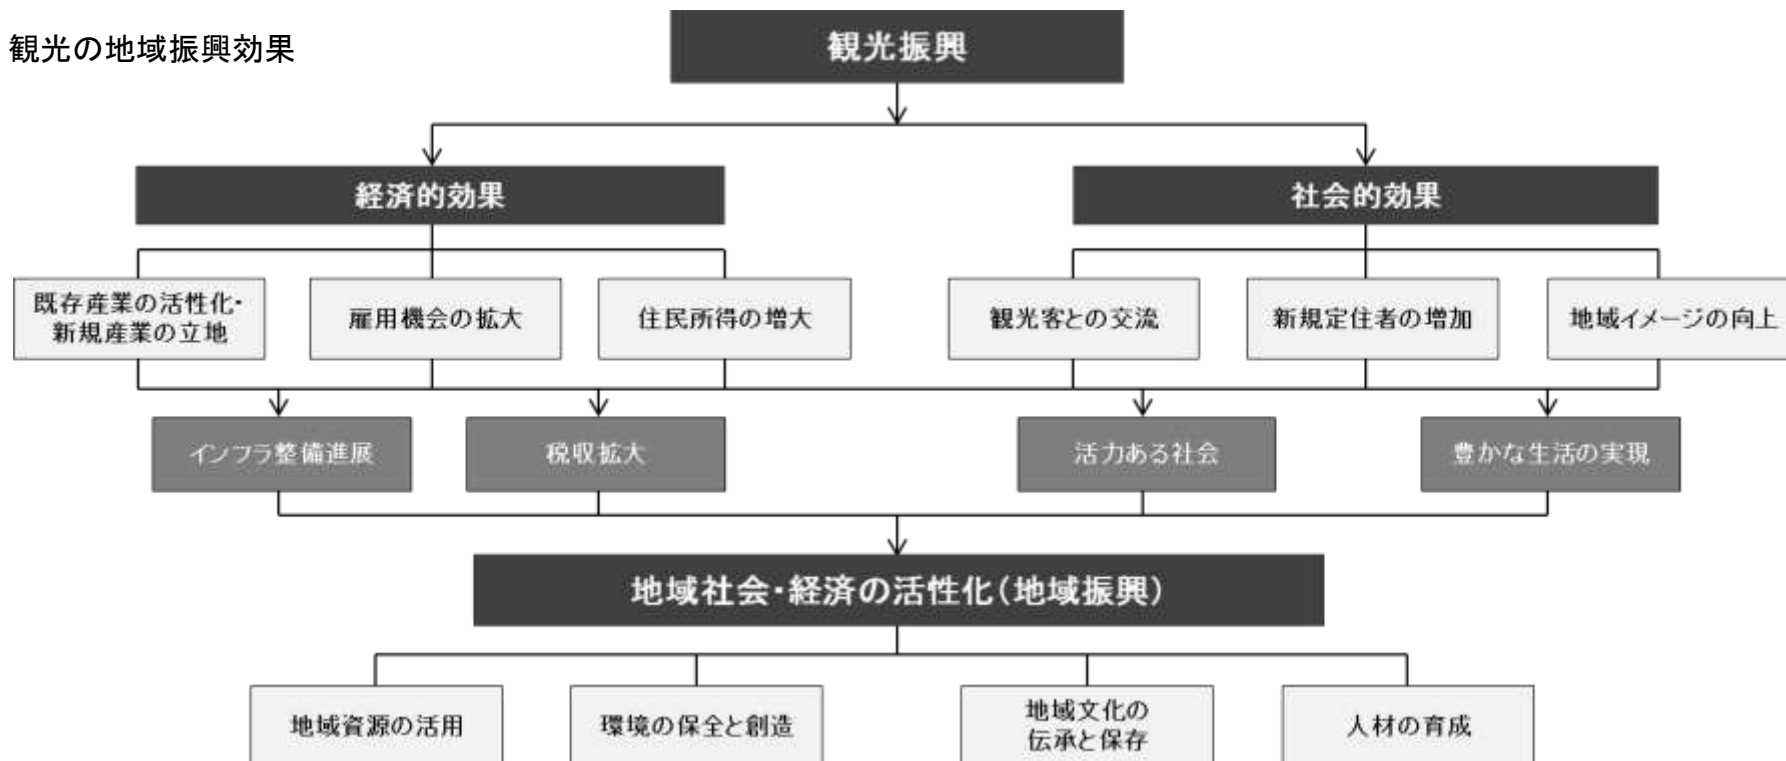 観光の地域振興効果
観光振興
経済的効果
社会的効果
既存産業の活性化・
新規産業の立地
雇用機会の拡大
住民所得の増大
観光客との交流
新規定住者の増加
地域イメージの向上
インフラ整備進展
税収拡大
活力ある社会
豊かな生活の実現
地域社会・経済の活性化（地域振興）
地域資源の活用
環境の保全と創造
地域文化の
伝承と保存
人材の育成